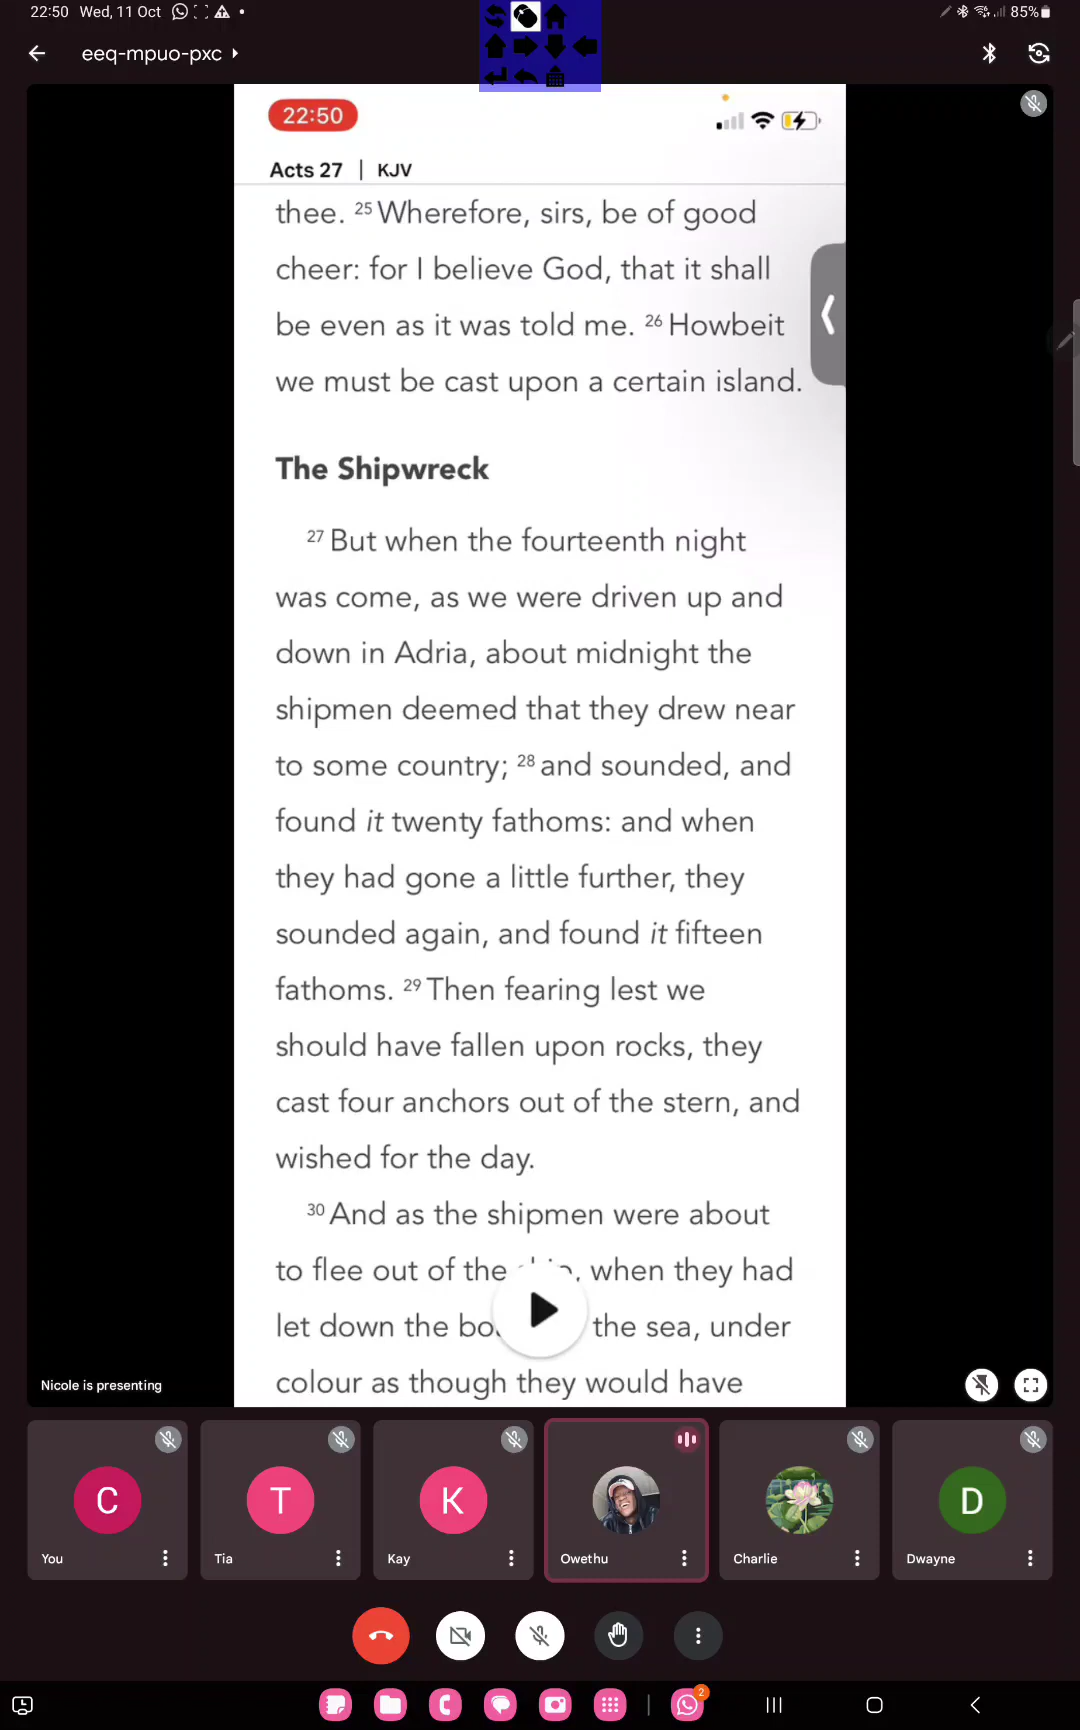 22:50 Wed, 11 Oct
85%
eeq-mpuo-pxc
22:50
Acts 27 | KJV
thee. 25 Wherefore, sirs, be of good
cheer: for I believe God, that it shall
be even as it was told me. 26 Howbeit
we must be cast upon a certain island.
The Shipwreck
27 But when the fourteenth night
was come, as we were driven up and
down in Adria, about midnight the
shipmen deemed that they drew near
to some country; 28 and sounded, and
found it twenty fathoms: and when
they had gone a little further, they
sounded again, and found it fifteen
fathoms. 29 Then fearing lest we
should have fallen upon rocks, they
cast four anchors out of the stern, and
wished for the day.
30 And as the shipmen were about
to flee out of the when they had
let down the the sea, under
colour as though they would have
Nicole is presenting
C
T
K
D
You
Tia
Kay
Owethu
Charlie
Dwayne
2